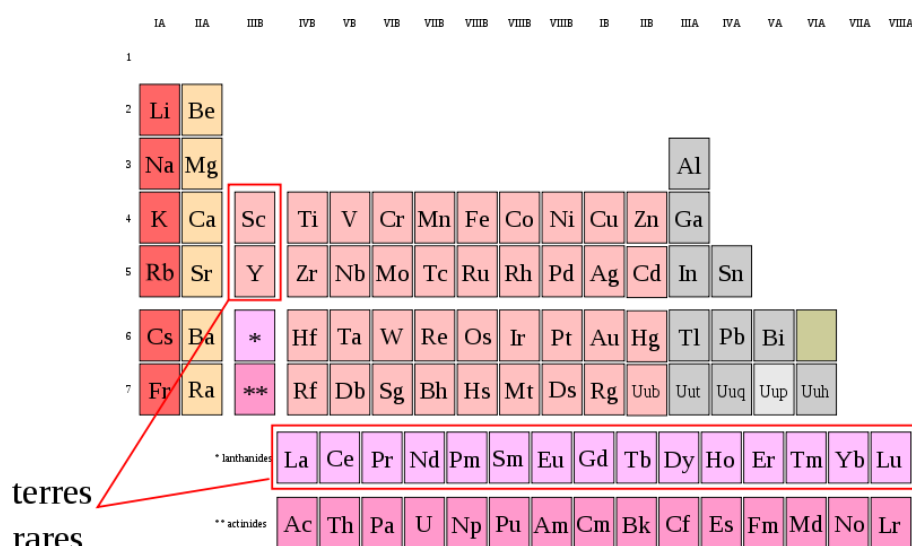 IA IIA IIIB IVB VB VIB VIIB VIIIB VIIIB VIIIB IB IIB IIIA IVA VA VIA VIIA VIIIA
1
2 Li Be
3 Na Mg Al
4 K Ca Sc Ti V Cr Mn Fe Co Ni Cu Zn Ga
5 Rb Sr Y Zr Nb Mo Tc Ru Rh Pd Ag Cd In Sn
6 Cs Ba * Hf Ta W Re Os Ir Pt Au Hg Tl Pb Bi
7 Fr Ra ** Rf Db Sg Bh Hs Mt Ds Rg Uub Uut Uuq Uup Uuh
* lanthanides La Ce Pr Nd Pm Sm Eu Gd Tb Dy Ho Er Tm Yb Lu
terres
** actinides Ac Th Pa U Np Pu Am Cm Bk Cf Es Fm Md No Lr
rares